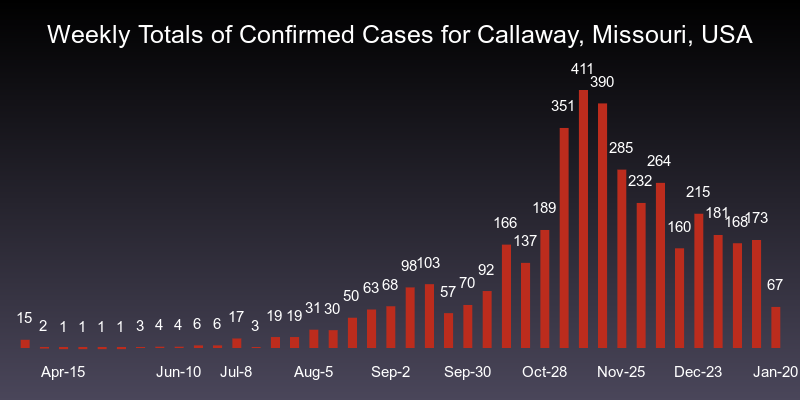 Weekly Totals of Confirmed Cases for Callaway, Missouri, USA
15 2 1 1 1 1 3 4 4 6 6 17 3 19 19 31 30 50 63 68 98 103 57 70 92 166 137 189 351 411 390 285 232 264 160 215 181 168 173 67
Apr-15 Jun-10 Jul-8 Aug-5 Sep-2 Sep-30 Oct-28 Nov-25 Dec-23 Jan-20